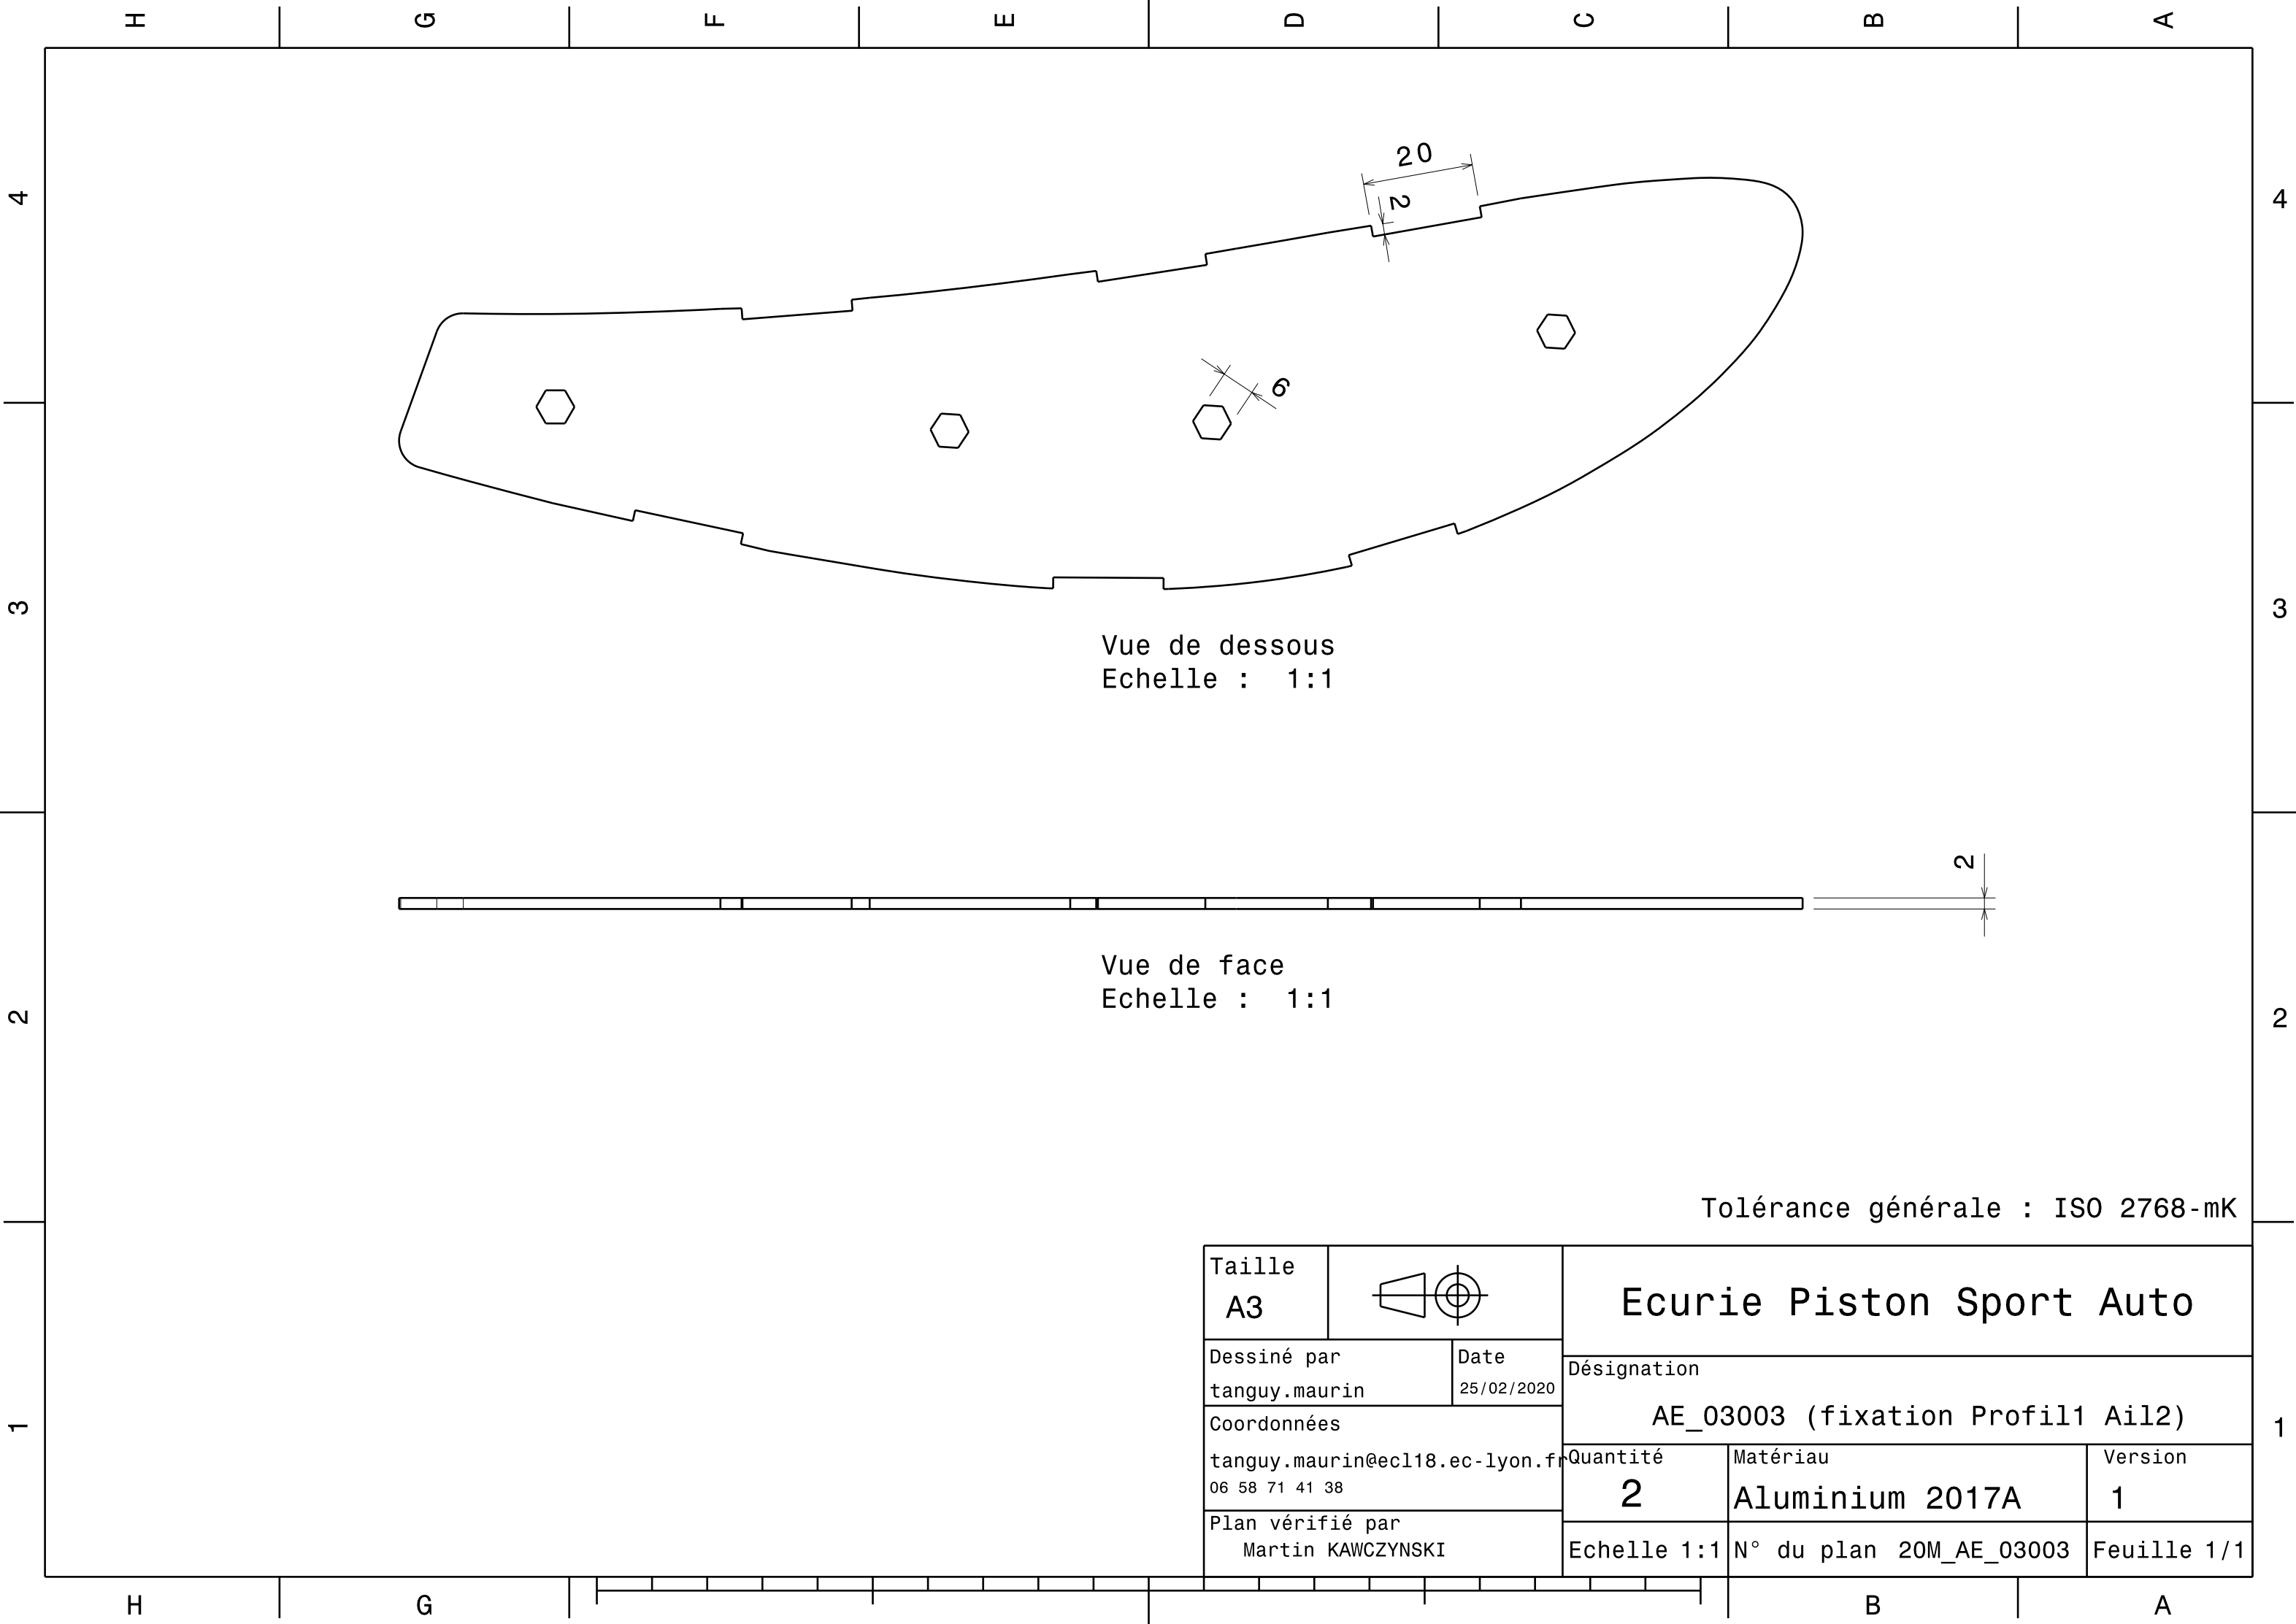 H G F E D C B A
4
20
2
4
6
3
3
Vue de dessous
Echelle : 1:1
2
Vue de face
Echelle : 1:1
2
2
Tolérance générale : ISO 2768-mK
Taille
A3
Ecurie Piston Sport Auto
Dessiné par
tanguy.maurin
Date
25/02/2020
Désignation
AE_03003 (fixation Profil1 Ail2)
1
1
Coordonnées
tanguy.maurin@ecl18.ec-lyon.fr
06 58 71 41 38
Quantité
2
Matériau
Aluminium 2017A
Version
1
Plan vérifié par
Martin KAWCZYNSKI
Echelle 1:1
N° du plan 20M_AE_03003
Feuille 1/1
H G B A